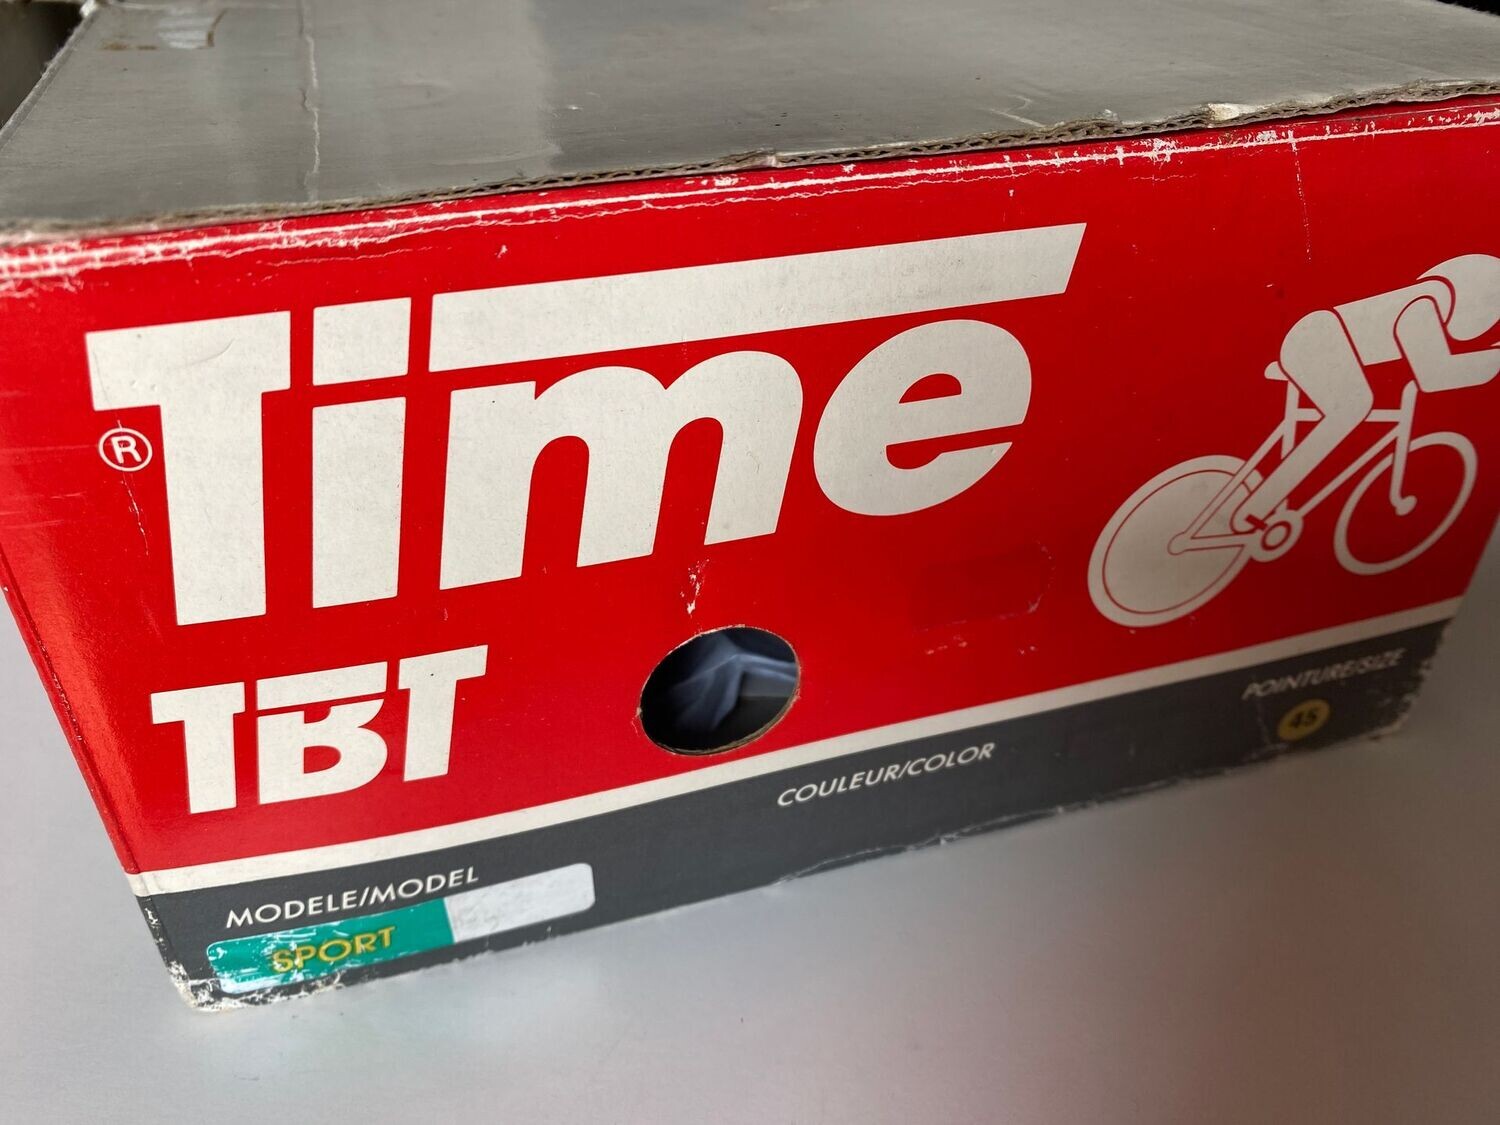 Time
®
TBT
POINTURE/SIZE
45
COULEUR/COLOR
MODELE/MODEL
SPORT